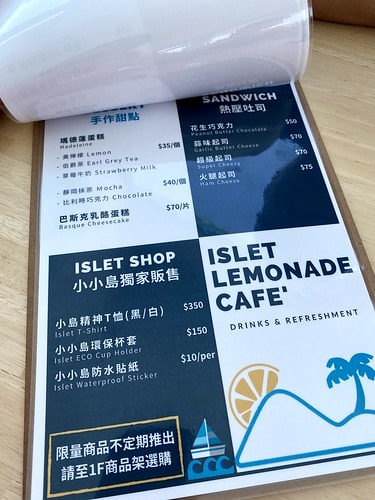 手作甜點
瑪德蓮蛋糕 $35/個
Madeleine
- 黃檸檬 Lemon
- 伯爵茶 Earl Grey Tea
- 草莓牛奶 Strawberry Milk
- 靜岡抹茶 Mocha $40/個
- 比利時巧克力 Chocolate
巴斯克乳酪蛋糕 $70/片
Basque Cheesecake
SANDWICH
熱壓吐司
花生巧克力 $50
Peanut Butter Chocolate
蒜味起司 $70
Garlic Butter Cheese
超級起司 $70
Super Cheesy
火腿起司 $75
Ham Cheese
ISLET SHOP
小小島獨家販售
小島精神T恤(黑/白) $350
Islet T-Shirt
小小島環保杯套 $150
Islet ECO Cup Holder
小小島防水貼紙 $10/per
Islet Waterproof Sticker
限量商品不定期推出
請至1F商品架選購
ISLET
LEMONADE
CAFE'
DRINKS & REFRESHMENT